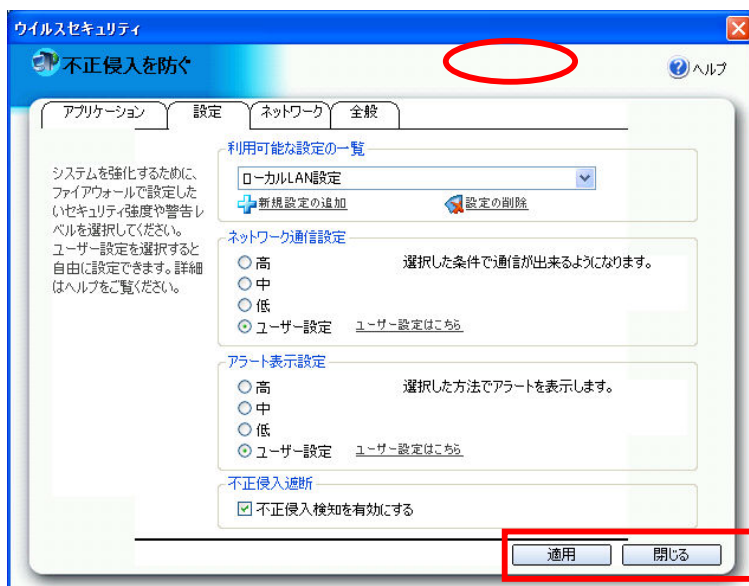 ウイルスセキュリティ
不正侵入を防ぐ
ヘルプ
アプリケーション 設定 ネットワーク 全般
システムを強化するために、
ファイアウォールで設定した
いセキュリティ強度や警告レ
ベルを選択してください。
ユーザー設定を選択すると
自由に設定できます。詳細
はヘルプをご覧ください。
利用可能な設定の一覧
ローカルLAN設定
新規設定の追加 設定の削除
ネットワーク通信設定
高 選択した条件で通信が出来るようになります。
中
低
ユーザー設定 ユーザー設定はこちら
アラート表示設定
高 選択した方法でアラートを表示します。
中
低
ユーザー設定 ユーザー設定はこちら
不正侵入遮断
不正侵入検知を有効にする
適用 閉じる